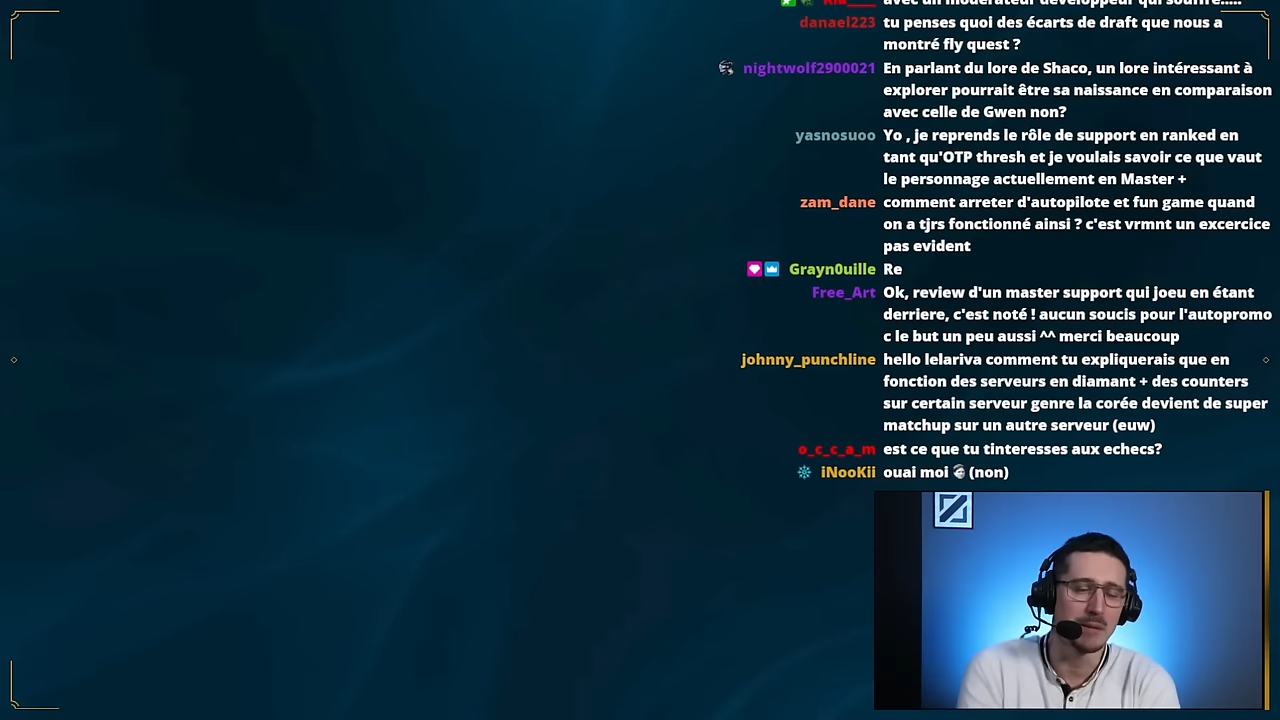 avec un modérateur développeur qui souffre.....
danael223 tu penses quoi des écarts de draft que nous a
montré fly quest ?
nightwolf2900021 En parlant du lore de Shaco, un lore intéressant à
explorer pourrait être sa naissance en comparaison
avec celle de Gwen non?
yasnosuoo Yo , je reprends le rôle de support en ranked en
tant qu'OTP thresh et je voulais savoir ce que vaut
le personnage actuellement en Master +
zam_dane comment arreter d'autopilote et fun game quand
on a tjrs fonctionné ainsi ? c'est vrmnt un excercice
pas evident
Grayn0uille Re
Free_Art Ok, review d'un master support qui joeu en étant
derriere, c'est noté ! aucun soucis pour l'autopromo
c le but un peu aussi ^^ merci beaucoup
johnny_punchline hello lelariva comment tu expliquerais que en
fonction des serveurs en diamant + des counters
sur certain serveur genre la corée devient de super
matchup sur un autre serveur (euw)
o_c_c_a_m est ce que tu tinteresses aux echecs?
iNooKii ouai moi (non)